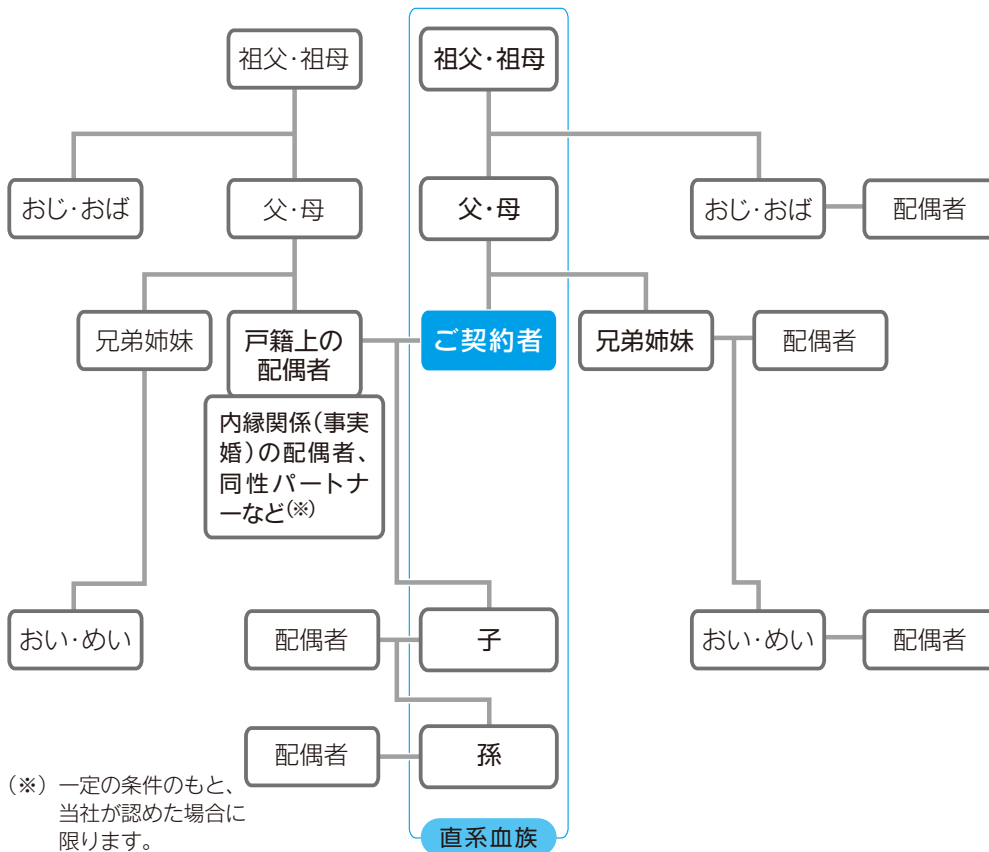 祖父・祖母
祖父・祖母
おじ・おば
父・母
父・母
おじ・おば
配偶者
兄弟姉妹
戸籍上の
配偶者
ご契約者
兄弟姉妹
配偶者
内縁関係(事実
婚)の配偶者、
同性パートナ
ーなど(※)
おい・めい
配偶者
子
おい・めい
配偶者
配偶者
孫
(※) 一定の条件のもと、
当社が認めた場合に
限ります。
直系血族